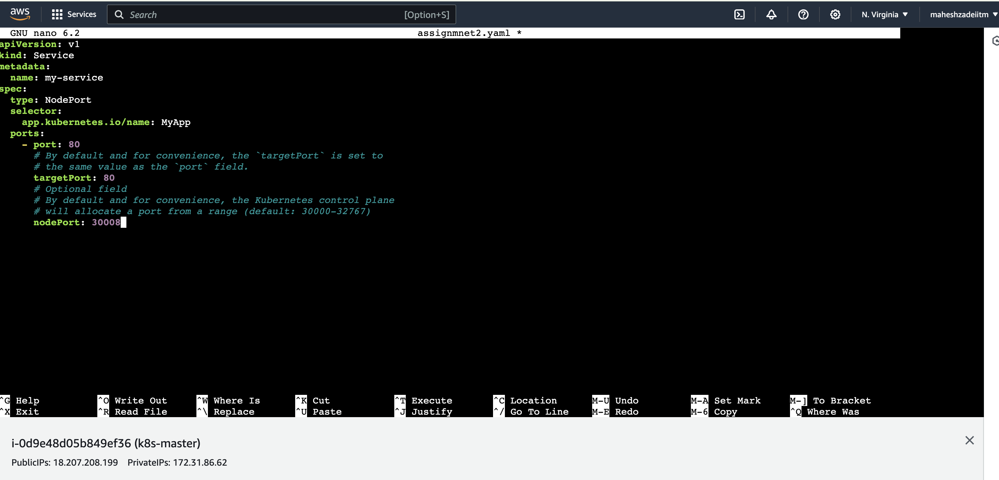 aws Services Search [Option+S] N. Virginia maheshzadeiitm
GNU nano 6.2 assignmnet2.yaml *
apiVersion: v1
kind: Service
metadata:
  name: my-service
spec:
  type: NodePort
  selector:
    app.kubernetes.io/name: MyApp
  ports:
    - port: 80
      # By default and for convenience, the `targetPort` is set to
      # the same value as the `port` field.
      targetPort: 80
      # Optional field
      # By default and for convenience, the Kubernetes control plane
      # will allocate a port from a range (default: 30000-32767)
      nodePort: 30008
^G Help ^O Write Out ^W Where Is ^K Cut ^T Execute ^C Location M-U Undo M-A Set Mark M-] To Bracket
^X Exit ^R Read File ^\ Replace ^U Paste ^J Justify ^/ Go To Line M-E Redo M-6 Copy ^Q Where Was
i-0d9e48d05b849ef36 (k8s-master)
PublicIPs: 18.207.208.199 PrivateIPs: 172.31.86.62